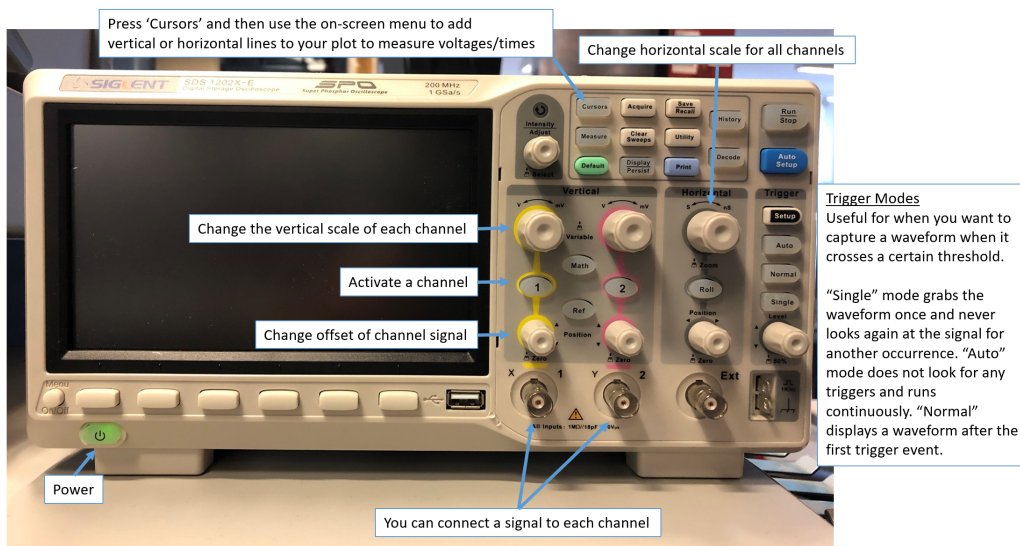 Press ‘Cursors’ and then use the on-screen menu to add
vertical or horizontal lines to your plot to measure voltages/times
Change horizontal scale for all channels
SIGLENT
SDS 1202X-E
Digital Storage Oscilloscope
SPO
Super Phosphor Oscilloscope
200 MHz
1 GSa/s
Intensity
Adjust
Select
Cursors
Acquire
Save
Recall
History
Measure
Clear
Sweeps
Utility
Default
Display
Persist
Print
Decode
Run
Stop
Auto
Setup
Vertical
Horizontal
Trigger
V mV
V mV
S nS
Setup
Change the vertical scale of each channel
Variable
Auto
Math
Zoom
Normal
Activate a channel
1
2
Roll
Single
Ref
Position
Level
Change offset of channel signal
Position
Zero
Zero
Zero
50%
X 1
Y 2
Ext
All Inputs : 1MΩ//18pF
Menu
On/Off
Power
You can connect a signal to each channel
Trigger Modes
Useful for when you want to
capture a waveform when it
crosses a certain threshold.
“Single” mode grabs the
waveform once and never
looks again at the signal for
another occurrence. “Auto”
mode does not look for any
triggers and runs
continuously. “Normal”
displays a waveform after the
first trigger event.